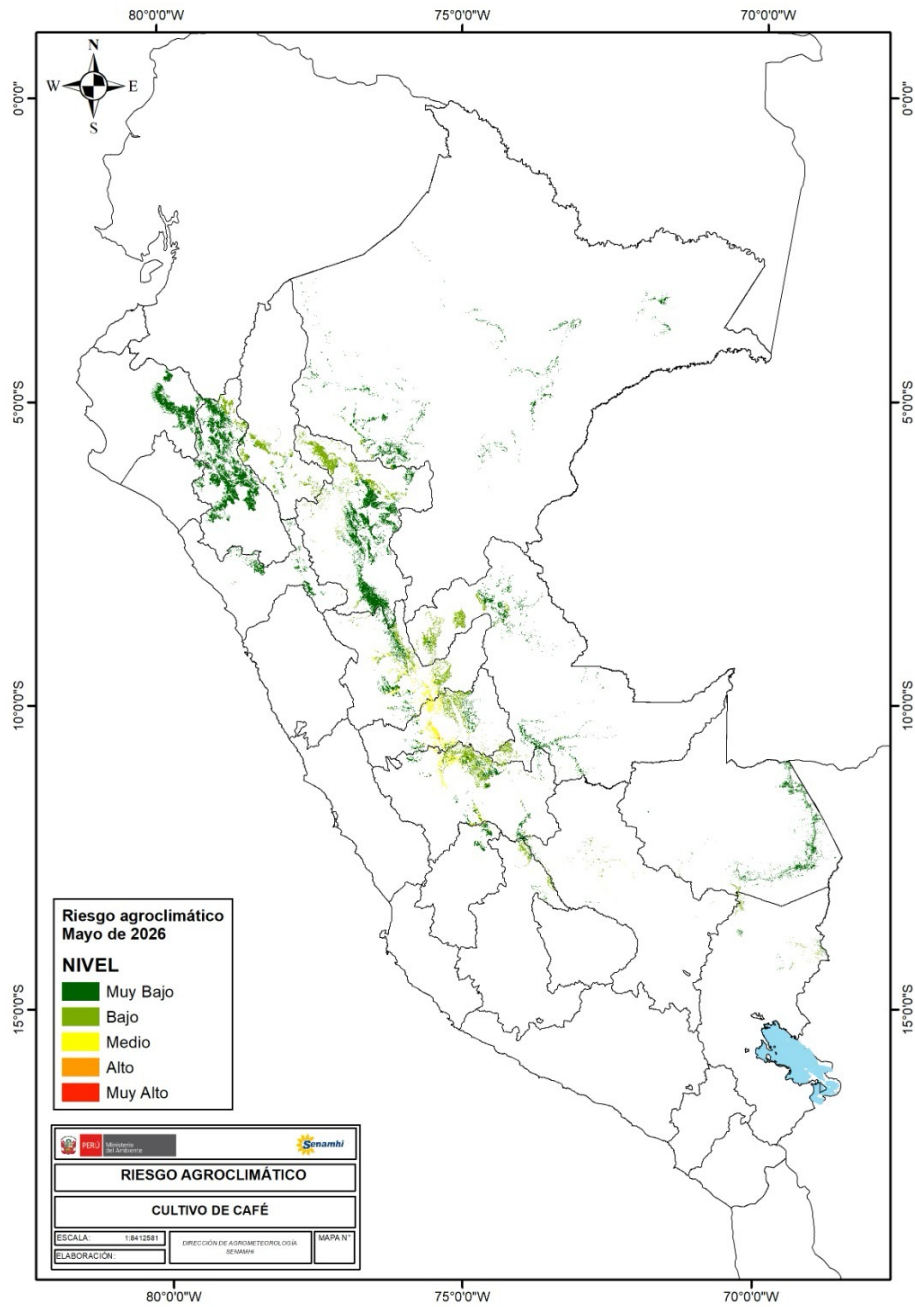 80°0'0"W 75°0'0"W 70°0'0"W
N
W E
S
0°0'0" 0°0'0"
5°0'0"S 5°0'0"S
10°0'0"S 10°0'0"S
15°0'0"S 15°0'0"S
Riesgo agroclimático
Mayo de 2026
NIVEL
Muy Bajo
Bajo
Medio
Alto
Muy Alto
PERÚ Ministerio
del Ambiente
Senamhi
RIESGO AGROCLIMÁTICO
CULTIVO DE CAFÉ
ESCALA: 1:8412581
ELABORACIÓN:
DIRECCIÓN DE AGROMETEOROLOGÍA
SENAMHI
MAPA N°
80°0'0"W 75°0'0"W 70°0'0"W